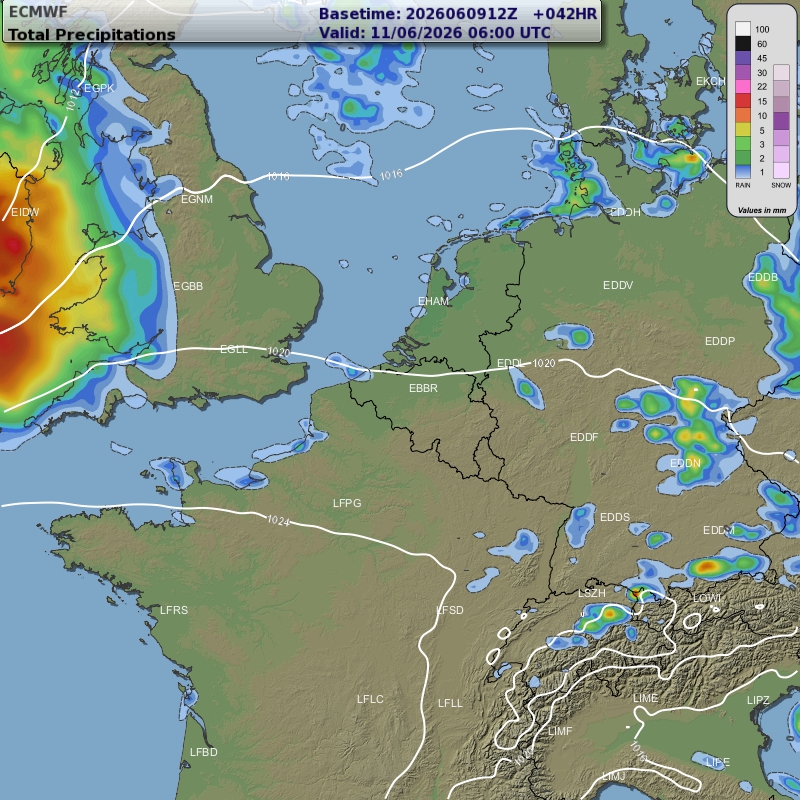 ECMWF
Basetime: 2026060912Z +042HR
Total Precipitations
Valid: 11/06/2026 06:00 UTC
100
60
45
30
22
15
10
5
3
2
1
RAIN SNOW
Values in mm
EGPK
EKCH
1012
1016
1016
EGNM
EIDW
EDDH
EGBB
EDDV
EDDB
EHAM
EDDP
EGLL
1020
EDDL
1020
EBBR
EDDF
EDDN
LFPG
EDDS
1024
EDDM
LSZH
LOWI
LFRS
LFSD
LFLC
LFLL
LIME
LIPZ
LIMF
LFBD
1016
LIPE
LIMJ